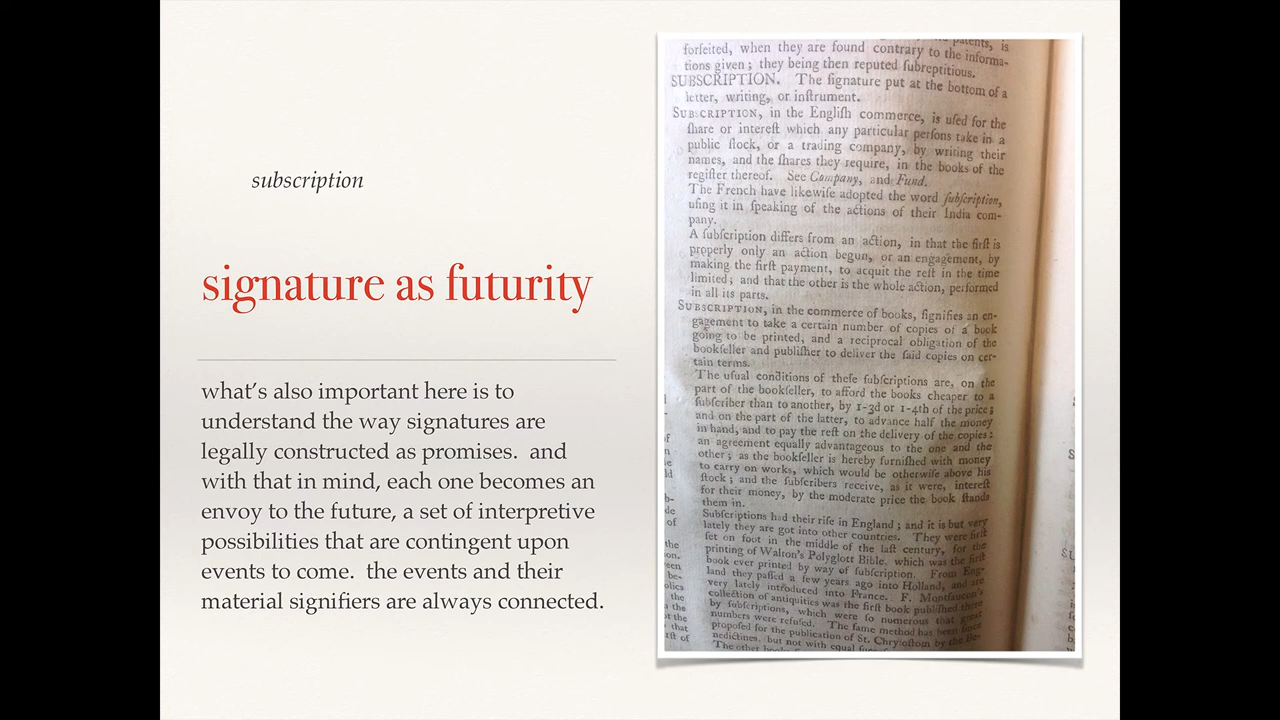 subscription
signature as futurity
what's also important here is to
understand the way signatures are
legally constructed as promises.  and
with that in mind, each one becomes an
envoy to the future, a set of interpretive
possibilities that are contingent upon
events to come.  the events and their
material signifiers are always connected.
patents, is
forfeited, when they are found contrary to the informa-
tions given; they being then reputed ſubreptitious.
SUBSCRIPTION. The ſignature put at the bottom of a
letter, writing, or inſtrument.
SUBSCRIPTION, in the Engliſh commerce, is uſed for the
ſhare or intereſt which any particular perſons take in a
public ſtock, or a trading company, by writing their
names, and the ſhares they require, in the books of the
regiſter thereof. See Company, and Fund.
The French have likewiſe adopted the word ſubſcription,
uſing it in ſpeaking of the actions of their India com-
pany.
A ſubſcription differs from an action, in that the firſt is
properly only an action begun, or an engagement, by
making the firſt payment, to acquire the reſt in the time
limited; and that the other is the whole action, performed
in all its parts.
SUBSCRIPTION, in the commerce of books, ſignifies an en-
gagement to take a certain number of copies of a book
going to be printed, and a reciprocal obligation of the
bookſeller and publiſher to deliver the ſaid copies on cer-
tain terms.
The uſual conditions of theſe ſubſcriptions are, on the
part of the bookſeller, to afford the books cheaper to a
ſubſcriber than to another, by 1-3d or 1-4th of the price;
and on the part of the latter, to advance half the money
in hand, and to pay the reſt on the delivery of the copies:
an agreement equally advantageous to the one and the
other; as the bookſeller is hereby furniſhed with money
to carry on works, which would be otherwiſe above his
ſtock; and the ſubſcribers receive, as it were, intereſt
for their money, by the moderate price the book ſtands
them in.
Subſcriptions had their riſe in England; and it is but very
lately they are got into other countries. They were firſt
ſet on foot in the middle of the laſt century, for the
printing of Walton's Polyglott Bible, which was the firſt
book ever printed by way of ſubſcription. From Eng-
land they paſſed a few years ago into Holland, and are
very lately introduced into France. F. Montfaucon's
collection of antiquities was the firſt book publiſhed there
by ſubſcriptions, which were ſo numerous that great
numbers were refuſed. The ſame method has been ſince
propoſed for the publication of St. Chryſoſtom by the Be-
nedictines, but not with equal
The other books